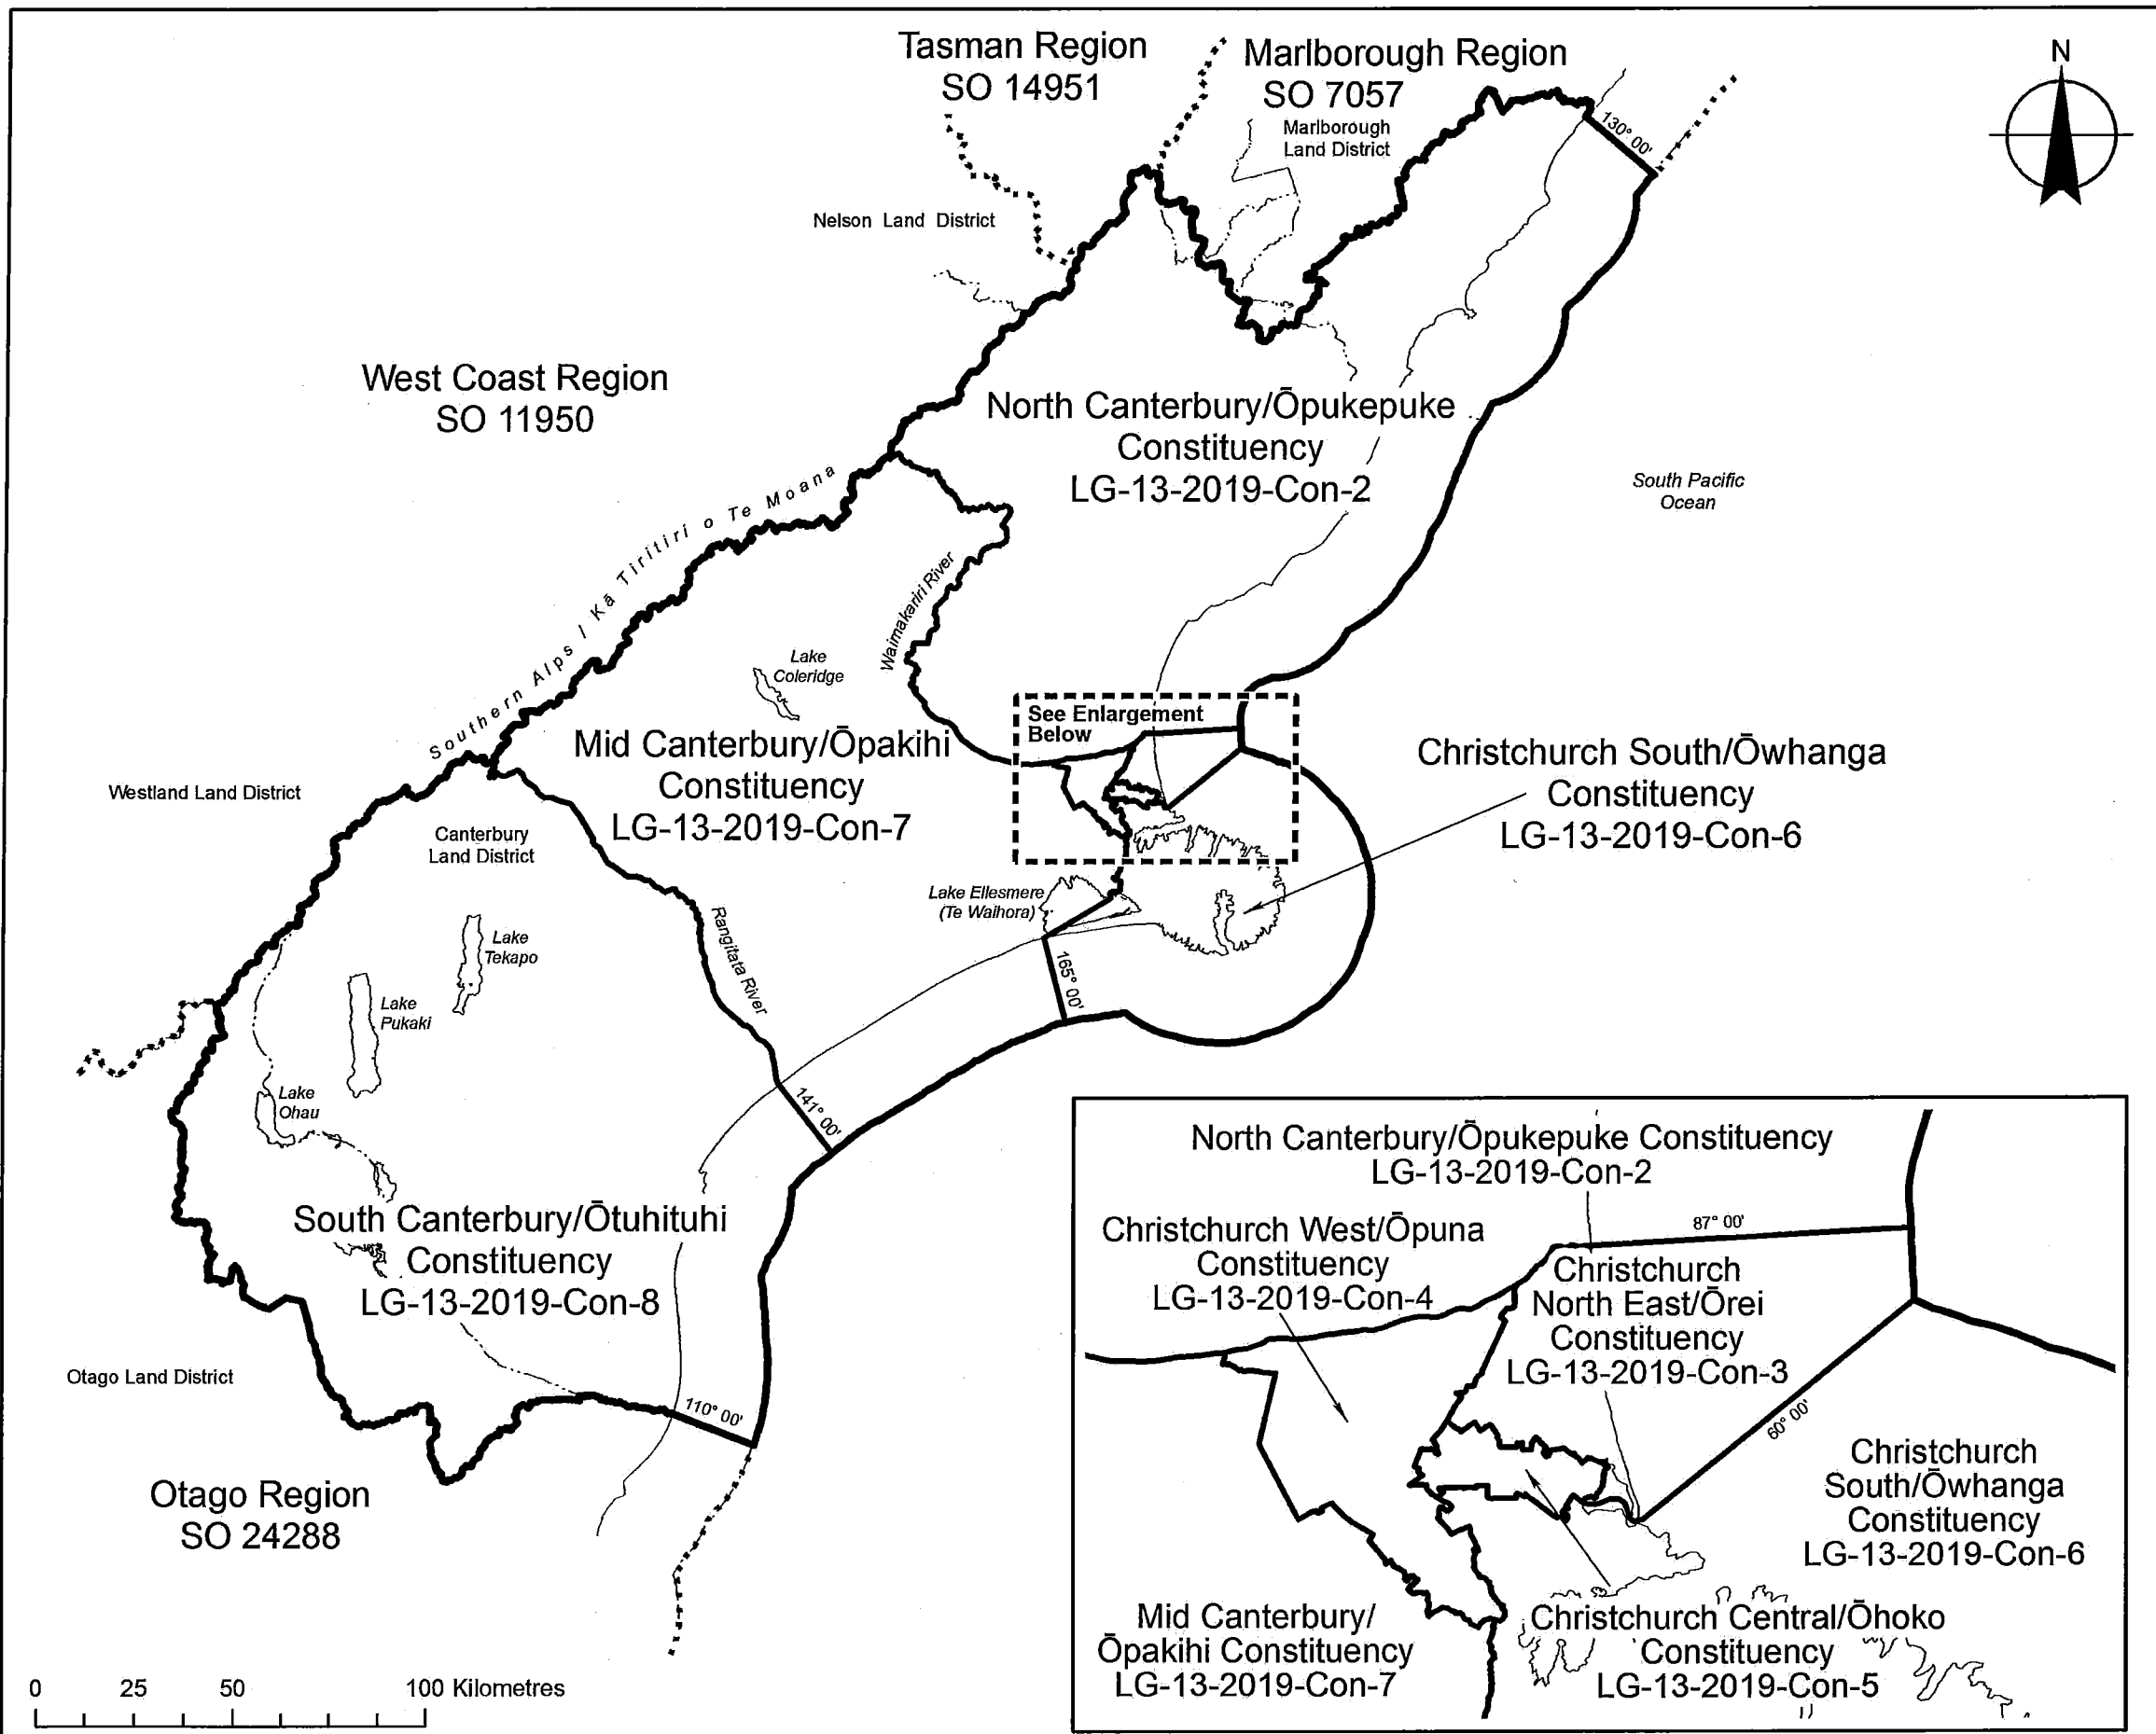 Tasman Region
SO 14951
Marlborough Region
SO 7057
Marlborough
Land District
N
130° 00'
Nelson Land District
West Coast Region
SO 11950
North Canterbury/Ōpukepuke
Constituency
LG-13-2019-Con-2
South Pacific
Ocean
Southern Alps / Kā Tiritiri o Te Moana
Waimakariri River
Lake
Coleridge
See Enlargement
Below
Mid Canterbury/Ōpakihi
Constituency
LG-13-2019-Con-7
Christchurch South/Ōwhanga
Constituency
LG-13-2019-Con-6
Westland Land District
Canterbury
Land District
Lake Ellesmere
(Te Waihora)
Rangitata River
Lake
Tekapo
165° 00'
Lake
Pukaki
Lake
Ohau
141° 00'
South Canterbury/Ōtuhituhi
Constituency
LG-13-2019-Con-8
Otago Land District
110° 00'
Otago Region
SO 24288
0 25 50 100 Kilometres
North Canterbury/Ōpukepuke Constituency
LG-13-2019-Con-2
87° 00'
Christchurch West/Ōpuna
Constituency
LG-13-2019-Con-4
Christchurch
North East/Ōrei
Constituency
LG-13-2019-Con-3
60° 00'
Christchurch
South/Ōwhanga
Constituency
LG-13-2019-Con-6
Mid Canterbury/
Ōpakihi Constituency
LG-13-2019-Con-7
Christchurch Central/Ōhoko
Constituency
LG-13-2019-Con-5